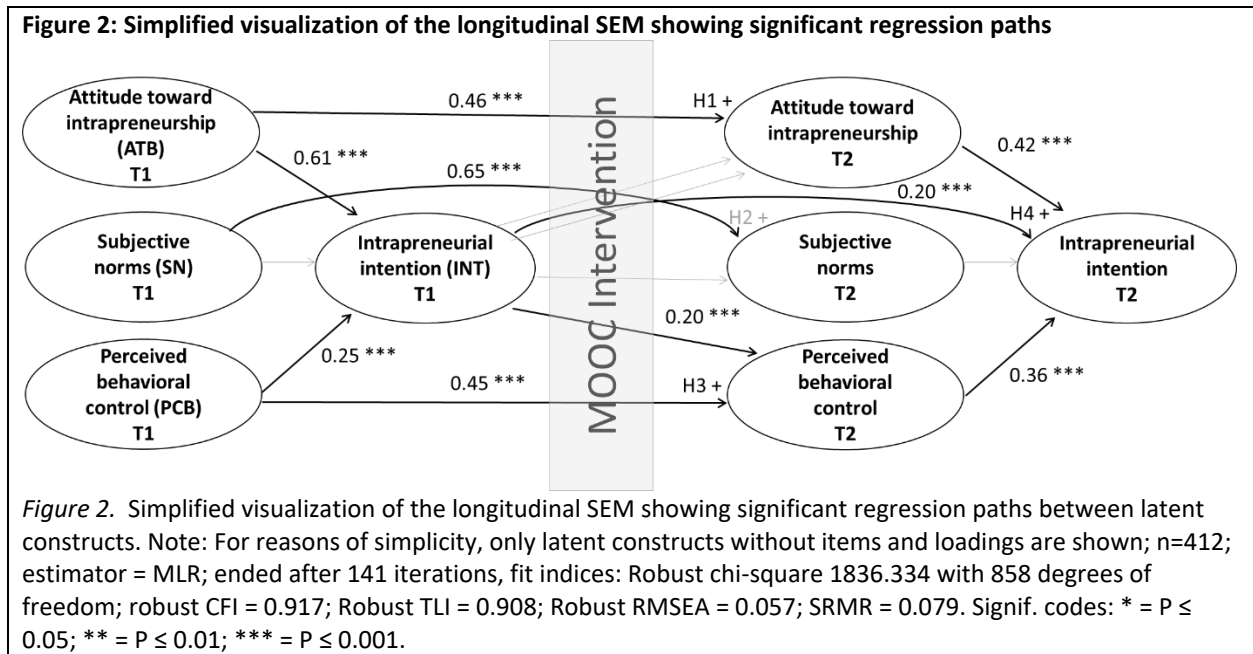 Figure 2: Simplified visualization of the longitudinal SEM showing significant regression paths
Attitude toward
intrapreneurship
(ATB)
T1
0.46 ***
H1 +
Attitude toward
intrapreneurship
T2
0.61 ***
0.65 ***
0.42 ***
0.20 ***
H2 +
H4 +
Subjective
norms (SN)
T1
Intrapreneurial
intention (INT)
T1
MOOC Intervention
Subjective
norms
T2
Intrapreneurial
intention
T2
0.25 ***
0.20 ***
Perceived
behavioral
control (PCB)
T1
0.45 ***
H3 +
Perceived
behavioral
control
T2
0.36 ***
Figure 2. Simplified visualization of the longitudinal SEM showing significant regression paths between latent
constructs. Note: For reasons of simplicity, only latent constructs without items and loadings are shown; n=412;
estimator = MLR; ended after 141 iterations, fit indices: Robust chi-square 1836.334 with 858 degrees of
freedom; robust CFI = 0.917; Robust TLI = 0.908; Robust RMSEA = 0.057; SRMR = 0.079. Signif. codes: * = P ≤
0.05; ** = P ≤ 0.01; *** = P ≤ 0.001.